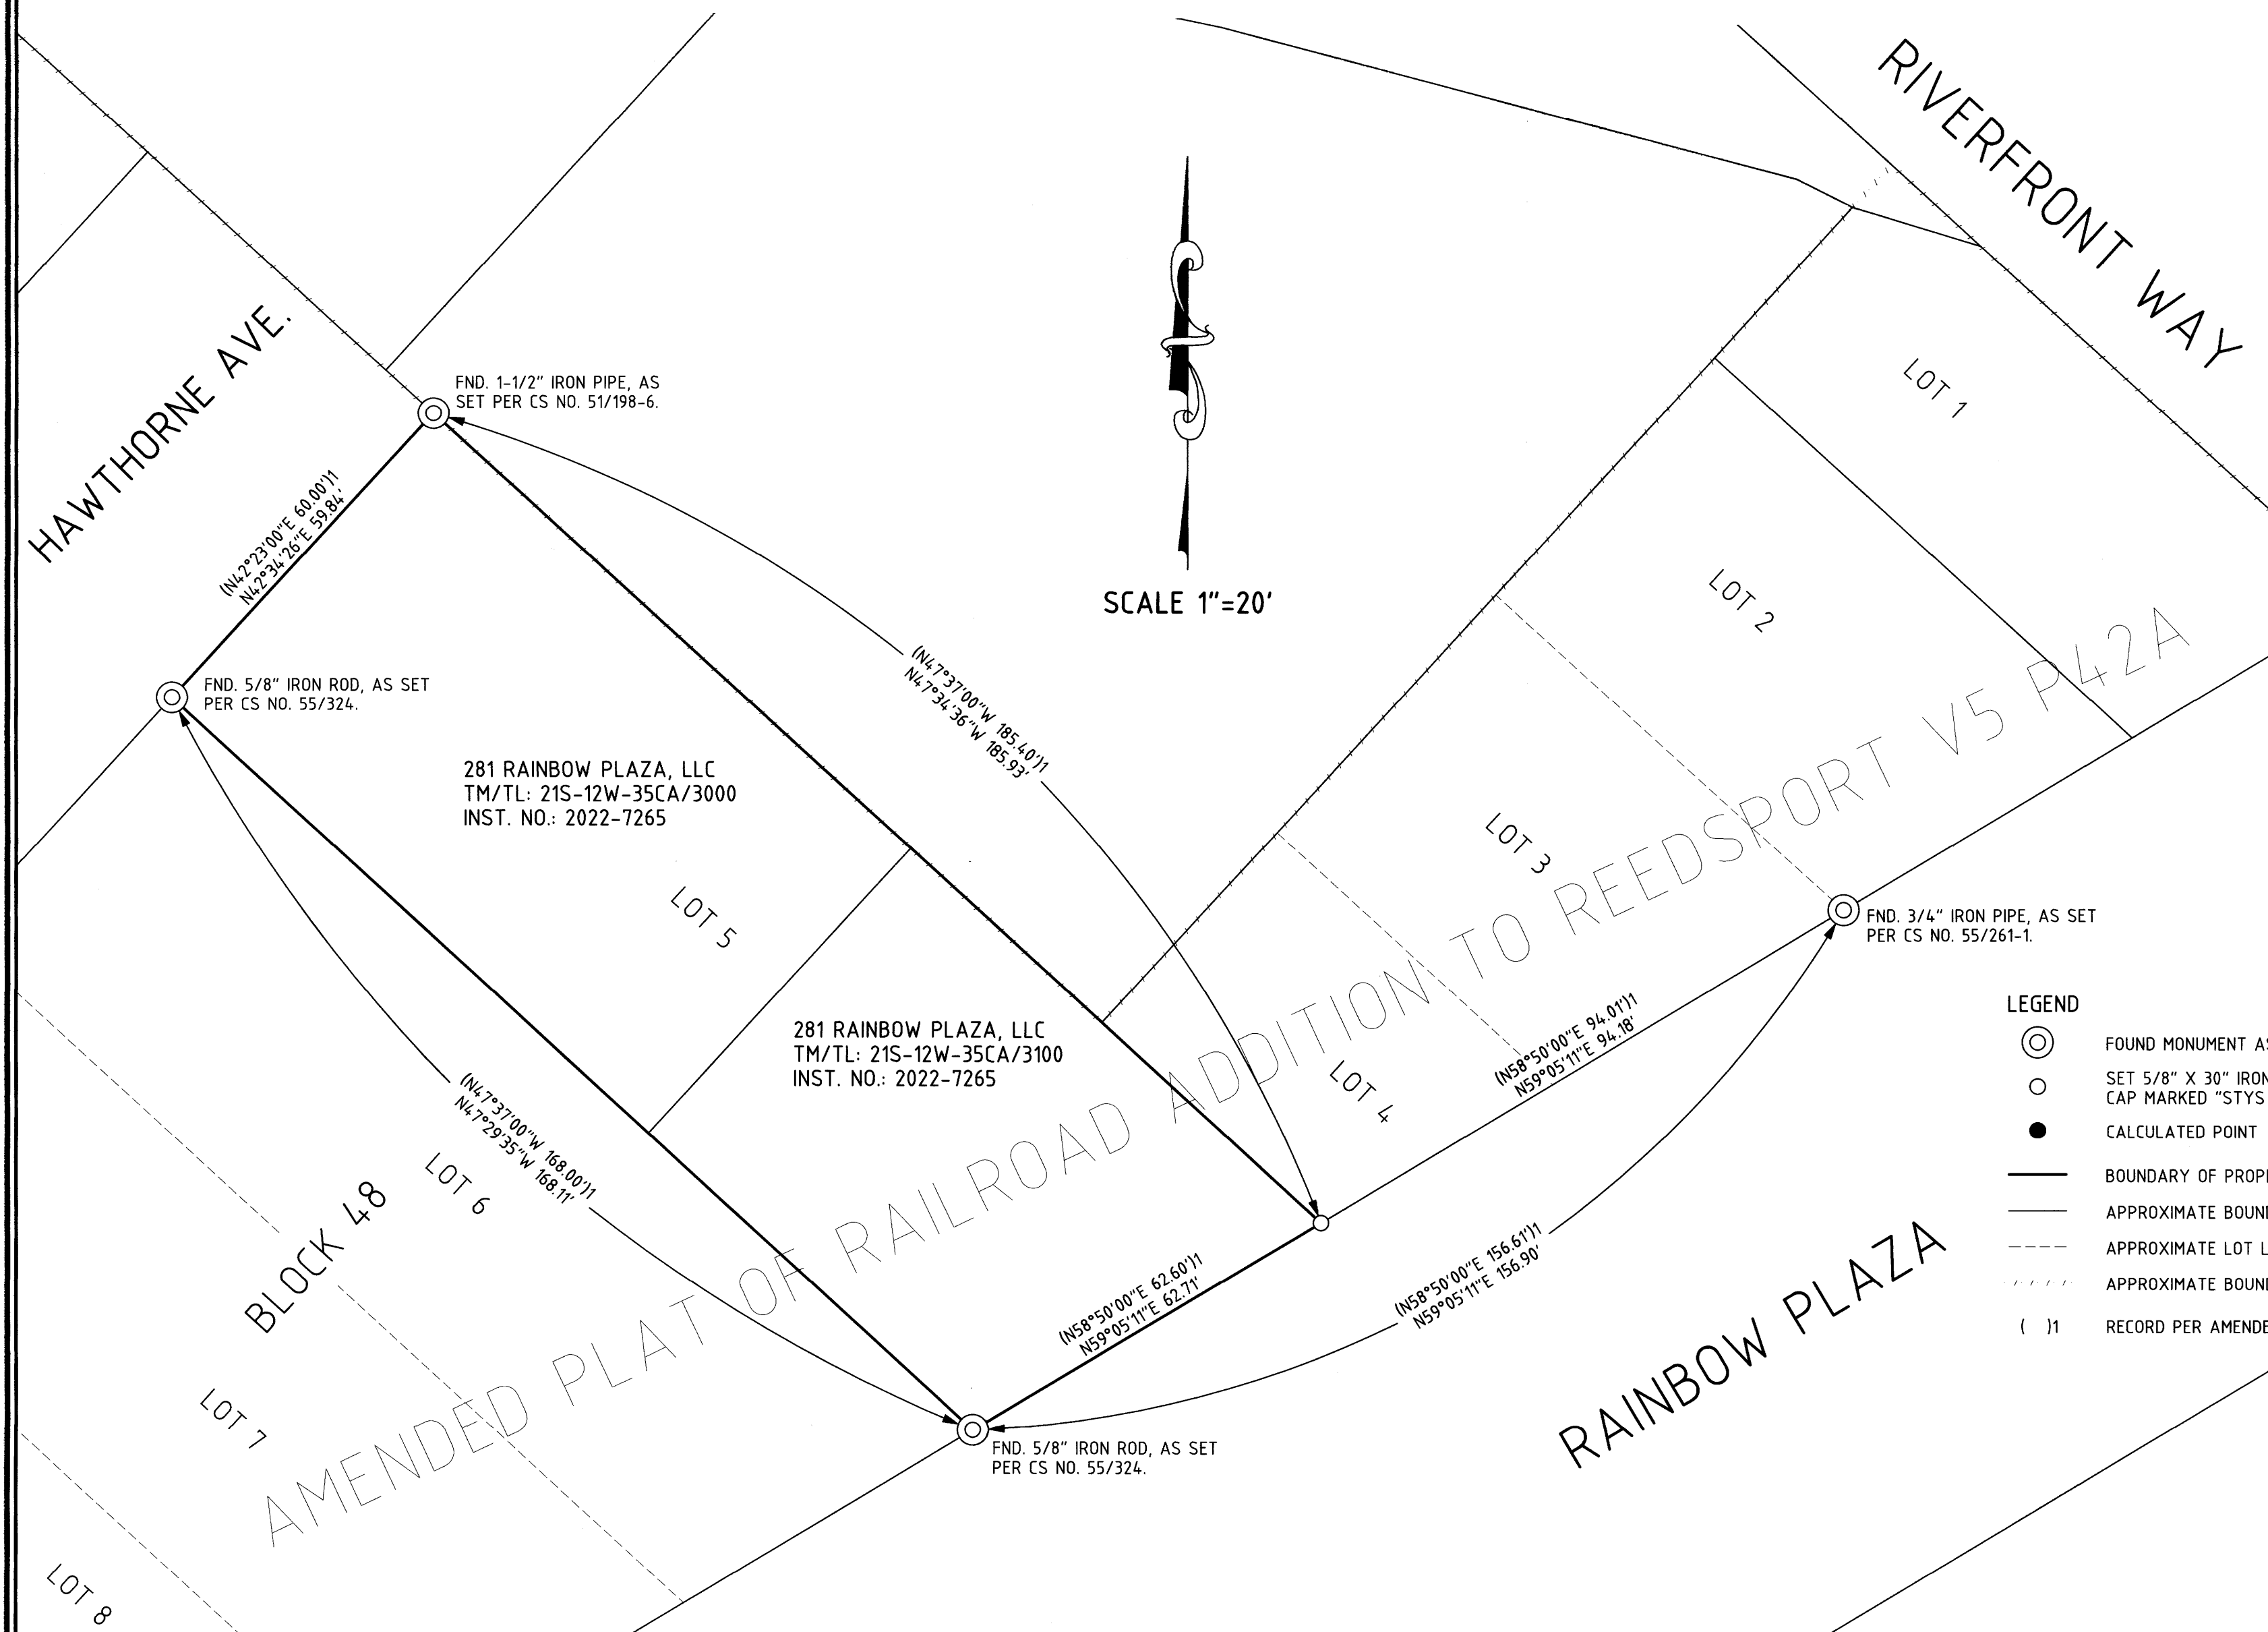 RIVERFRONT WAY
HAWTHORNE AVE.
FND. 1-1/2" IRON PIPE, AS
SET PER CS NO. 51/198-6.
LOT 1
(N42°23'00"E 60.00')1
N42°34'26"E 59.84'
SCALE 1"=20'
LOT 2
FND. 5/8" IRON ROD, AS SET
PER CS NO. 55/324.
(N47°37'00"W 185.40')1
N47°34'36"W 185.93'
281 RAINBOW PLAZA, LLC
TM/TL: 21S-12W-35CA/3000
INST. NO.: 2022-7265
LOT 3
LOT 5
FND. 3/4" IRON PIPE, AS SET
PER CS NO. 55/261-1.
281 RAINBOW PLAZA, LLC
TM/TL: 21S-12W-35CA/3100
INST. NO.: 2022-7265
(N58°50'00"E 94.01')1
N59°05'11"E 94.18'
LOT 4
(N47°37'00"W 168.00')1
N47°29'35"W 168.11'
LOT 6
BLOCK 48
AMENDED PLAT OF RAILROAD ADDITION TO REEDSPORT V5 P42A
(N58°50'00"E 62.60')1
N59°05'11"E 62.71'
(N58°50'00"E 156.61')1
N59°05'11"E 156.90'
RAINBOW PLAZA
LOT 7
FND. 5/8" IRON ROD, AS SET
PER CS NO. 55/324.
LOT 8
LEGEND
FOUND MONUMENT AS
SET 5/8" X 30" IRON
CAP MARKED "STYS
CALCULATED POINT
BOUNDARY OF PROP
APPROXIMATE BOUN
APPROXIMATE LOT L
APPROXIMATE BOUN
( )1 RECORD PER AMENDE